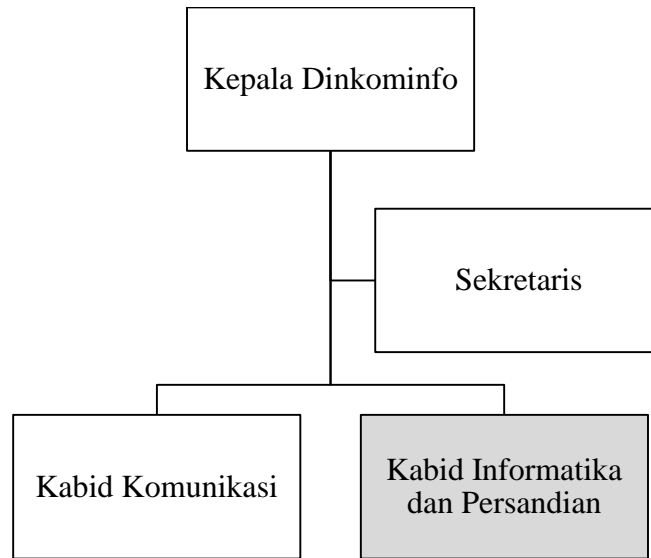 Kepala Dinkominfo
Sekretaris
Kabid Komunikasi
Kabid Informatika
dan Persandian